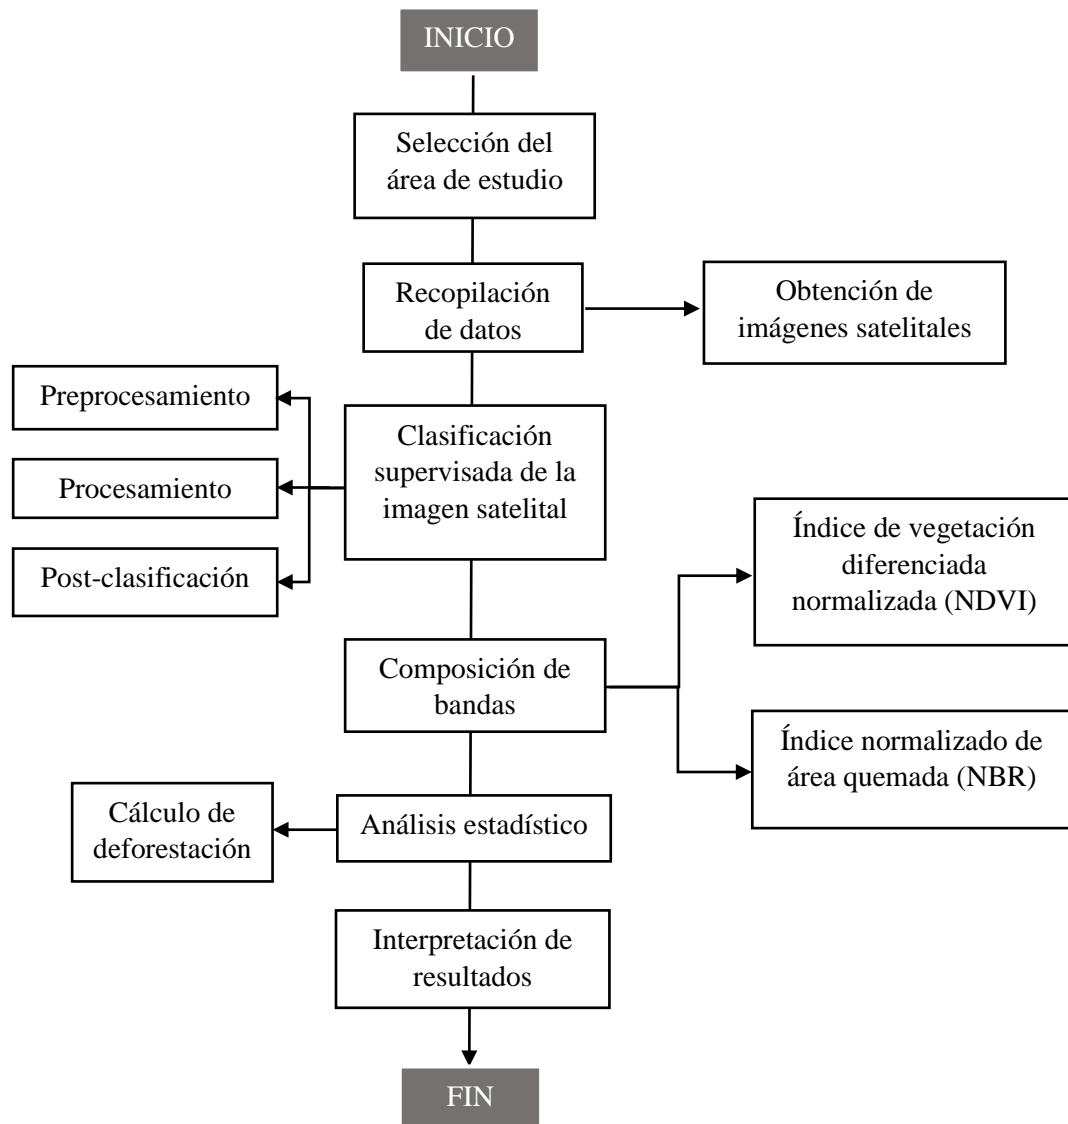 INICIO
Selección del
área de estudio
Recopilación
de datos
Obtención de
imágenes satelitales
Preprocesamiento
Procesamiento
Post-clasificación
Clasificación
supervisada de la
imagen satelital
Índice de vegetación
diferenciada
normalizada (NDVI)
Composición de
bandas
Índice normalizado de
área quemada (NBR)
Cálculo de
deforestación
Análisis estadístico
Interpretación de
resultados
FIN